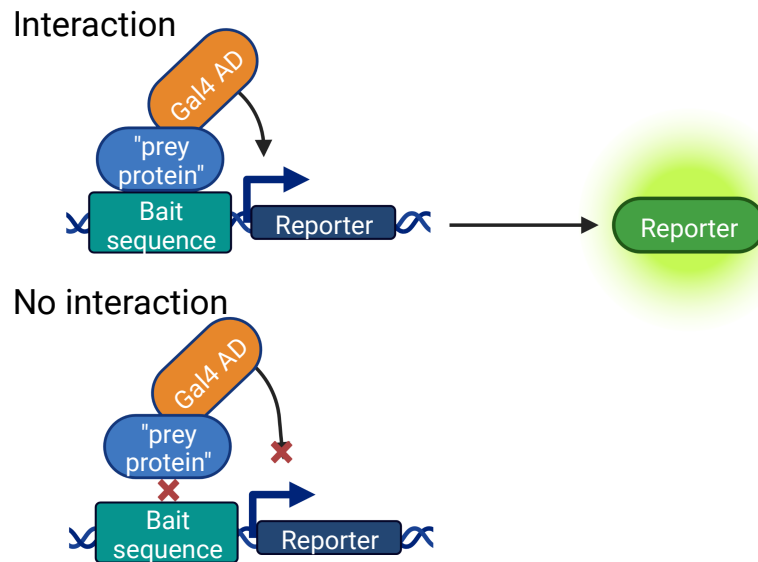 Interaction
Gal4 AD
"prey
protein"
Bait
sequence
Reporter
Reporter
No interaction
Gal4 AD
"prey
protein"
Bait
sequence
Reporter